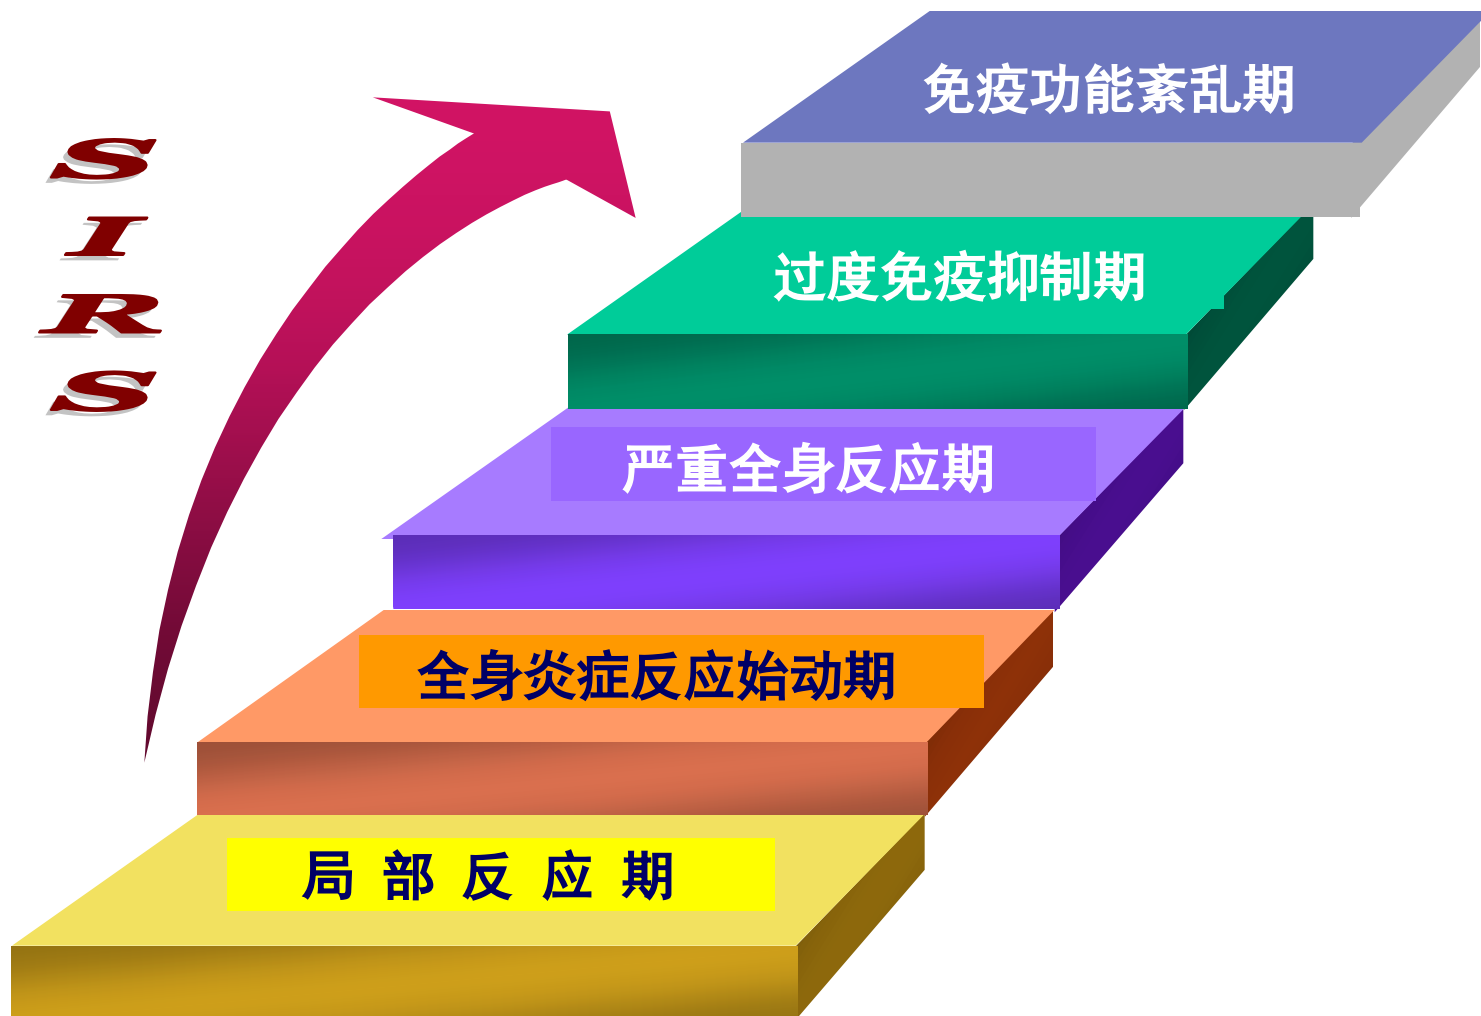 SIRS
免疫功能紊乱期
过度免疫抑制期
严重全身反应期
全身炎症反应始动期
局 部 反 应 期